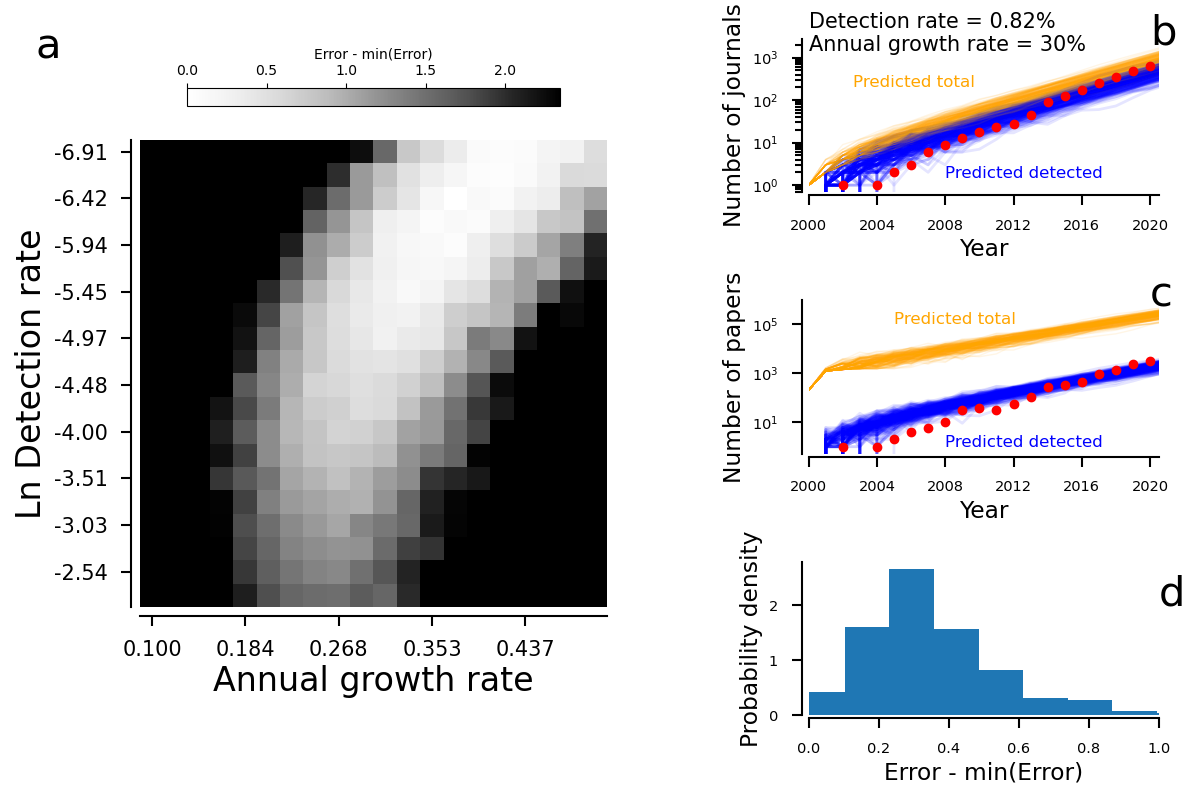 a
Error - min(Error)
0.0 0.5 1.0 1.5 2.0
Ln Detection rate
-6.91
-6.42
-5.94
-5.45
-4.97
-4.48
-4.00
-3.51
-3.03
-2.54
0.100 0.184 0.268 0.353 0.437
Annual growth rate
b
Detection rate = 0.82%
Annual growth rate = 30%
Number of journals
10³
10²
10¹
10⁰
Predicted total
Predicted detected
2000 2004 2008 2012 2016 2020
Year
c
Number of papers
10⁵
10³
10¹
Predicted total
Predicted detected
2000 2004 2008 2012 2016 2020
Year
d
Probability density
2
1
0
0.0 0.2 0.4 0.6 0.8 1.0
Error - min(Error)